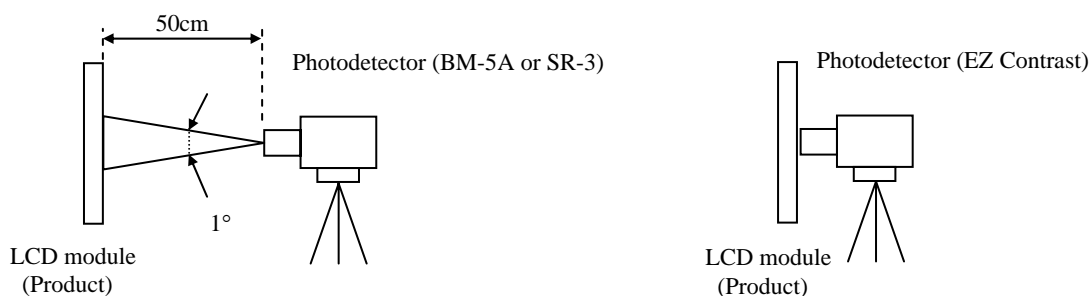 50cm
Photodetector (BM-5A or SR-3)
1°
LCD module
(Product)
Photodetector (EZ Contrast)
LCD module
(Product)